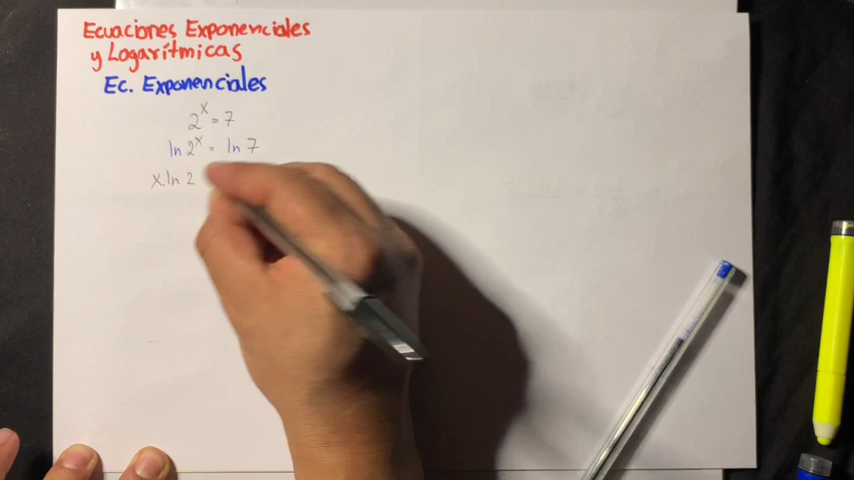 Ecuaciones Exponenciales
y Logarítmicas
Ec. Exponenciales
2^x = 7
ln 2^x = ln 7
x ln 2